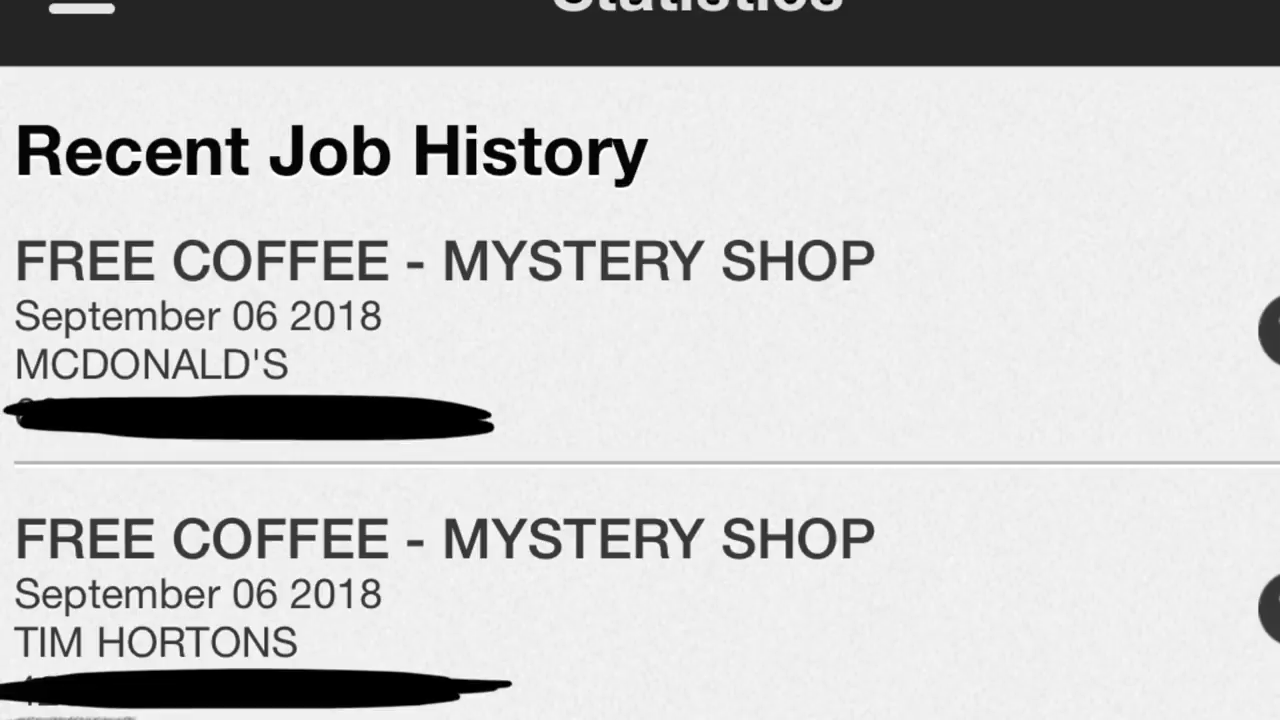 Statistics
Recent Job History
FREE COFFEE - MYSTERY SHOP
September 06 2018
MCDONALD'S
FREE COFFEE - MYSTERY SHOP
September 06 2018
TIM HORTONS